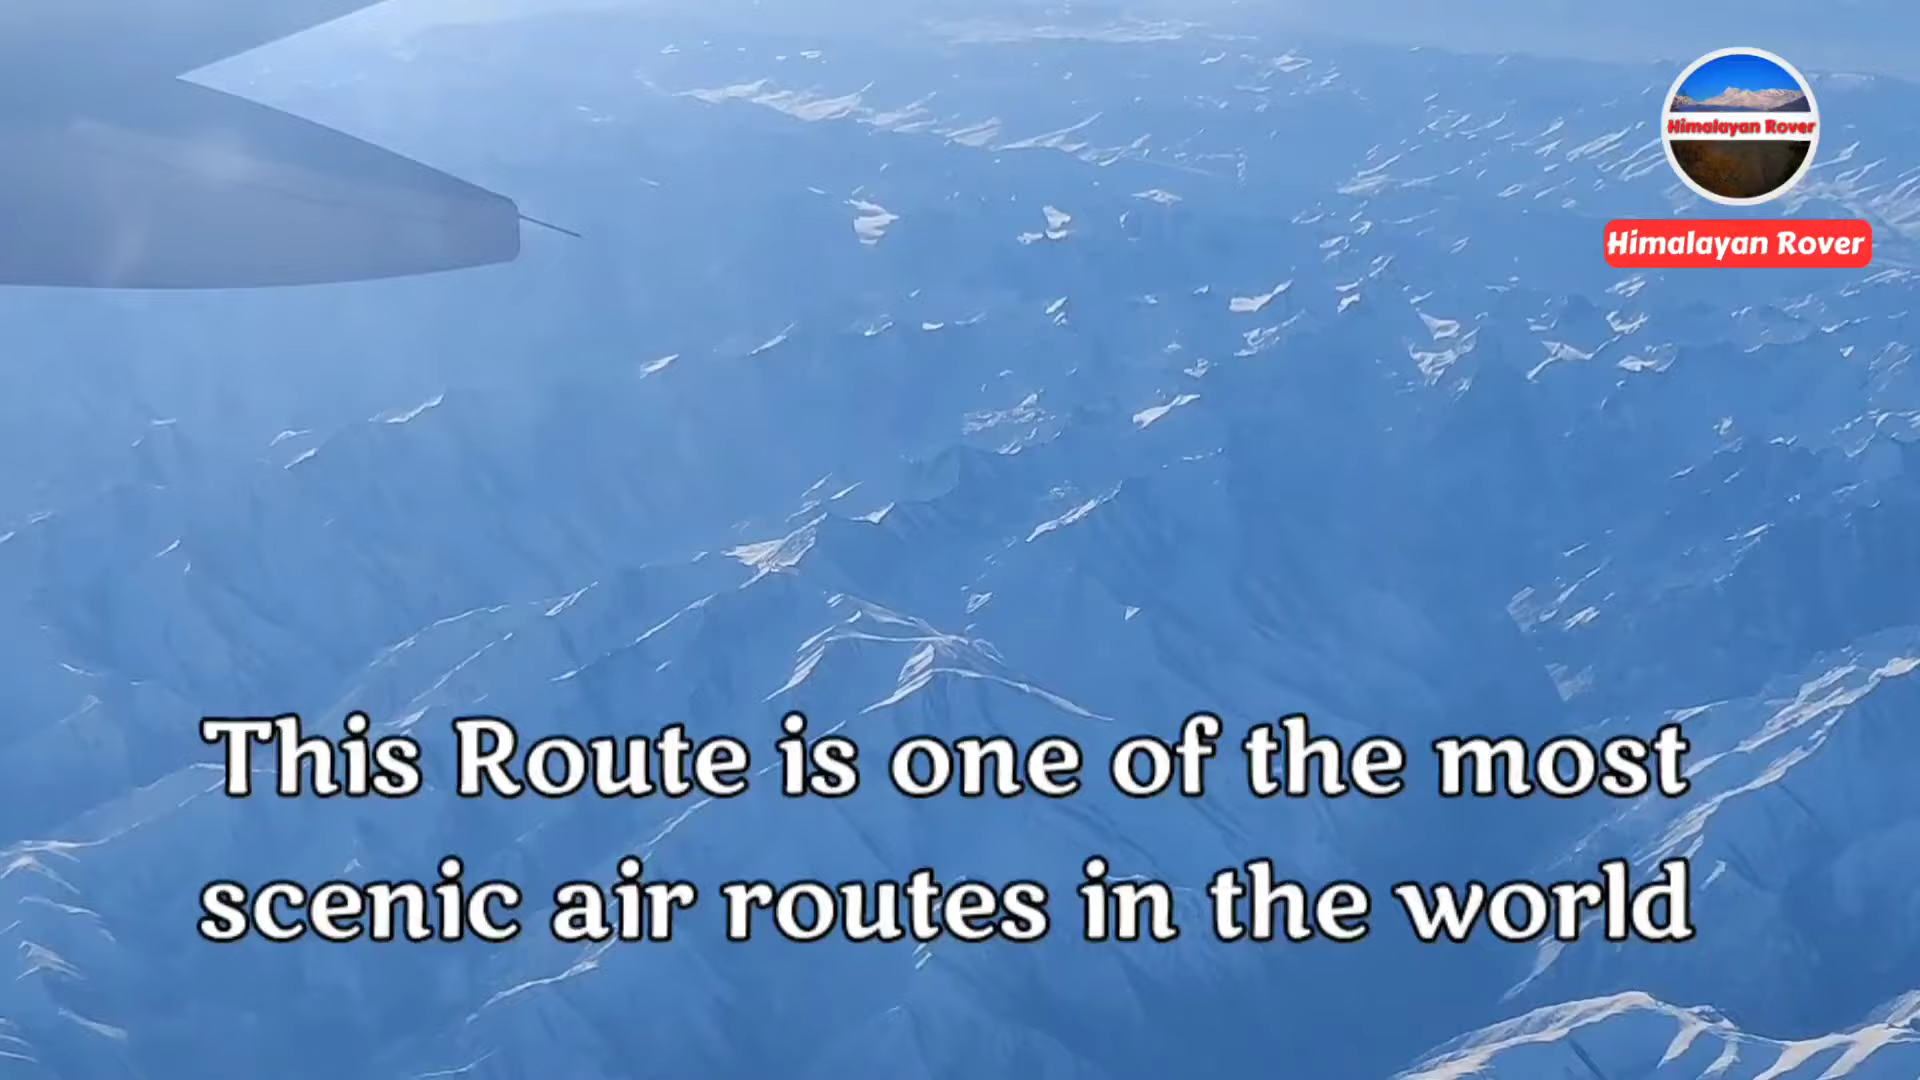 Himalayan Rover
Himalayan Rover
This Route is one of the most
scenic air routes in the world